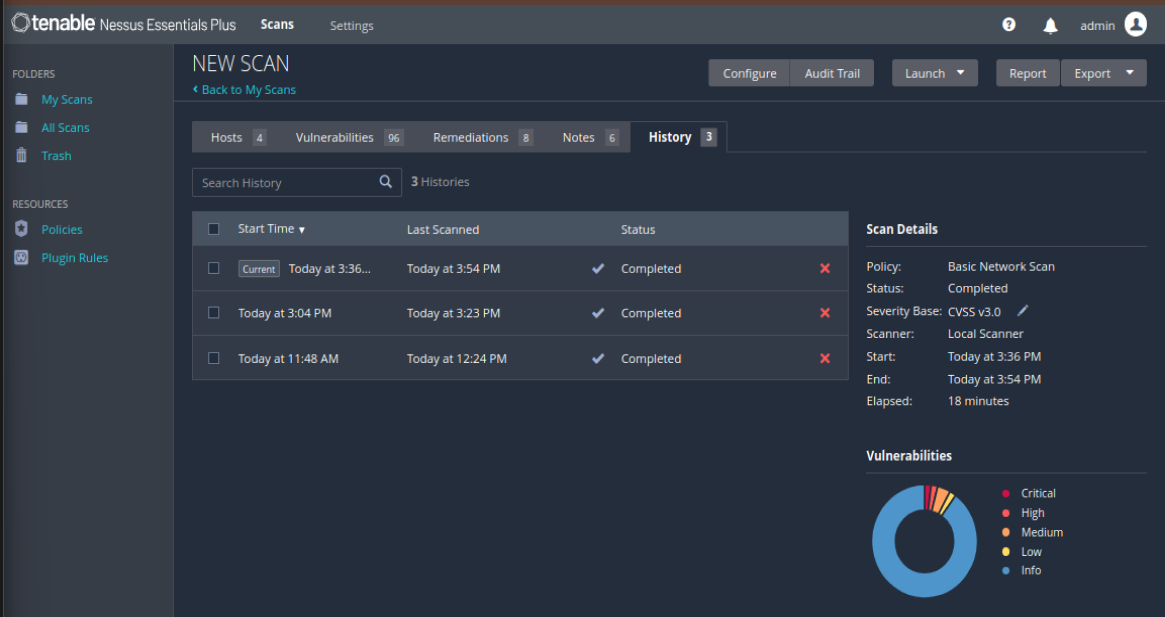 tenable Nessus Essentials Plus Scans Settings admin
FOLDERS
My Scans
All Scans
Trash
RESOURCES
Policies
Plugin Rules
NEW SCAN
Back to My Scans
Configure Audit Trail Launch Report Export
Hosts 4 Vulnerabilities 96 Remediations 8 Notes 6 History 3
Search History 3 Histories
Start Time Last Scanned Status
Current Today at 3:36... Today at 3:54 PM Completed
Today at 3:04 PM Today at 3:23 PM Completed
Today at 11:48 AM Today at 12:24 PM Completed
Scan Details
Policy: Basic Network Scan
Status: Completed
Severity Base: CVSS v3.0
Scanner: Local Scanner
Start: Today at 3:36 PM
End: Today at 3:54 PM
Elapsed: 18 minutes
Vulnerabilities
Critical
High
Medium
Low
Info